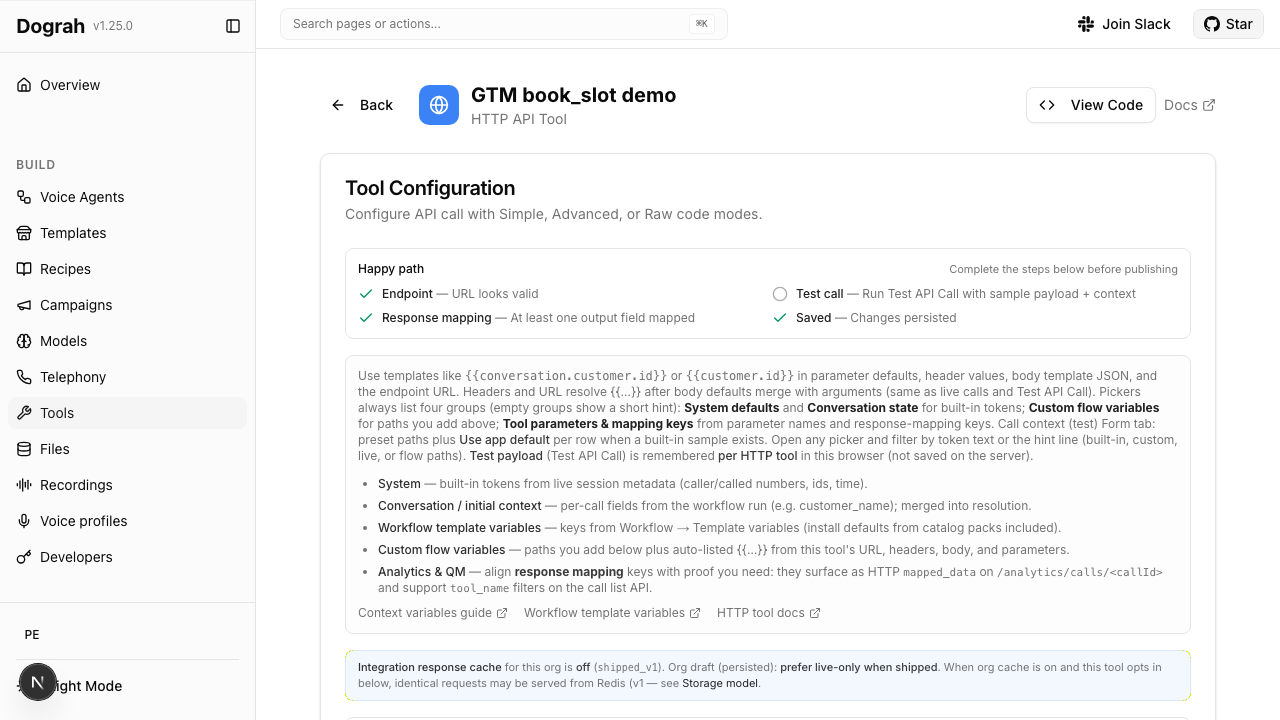 Dograh v1.25.0
Search pages or actions... ⌘K
Join Slack
Star
Overview
BUILD
Voice Agents
Templates
Recipes
Campaigns
Models
Telephony
Tools
Files
Recordings
Voice profiles
Developers
PE
N
ght Mode
Back
GTM book_slot demo
HTTP API Tool
View Code
Docs
Tool Configuration
Configure API call with Simple, Advanced, or Raw code modes.
Happy path
Complete the steps below before publishing
Endpoint — URL looks valid
Test call — Run Test API Call with sample payload + context
Response mapping — At least one output field mapped
Saved — Changes persisted
Use templates like {{conversation.customer.id}} or {{customer.id}} in parameter defaults, header values, body template JSON, and
the endpoint URL. Headers and URL resolve {{...}} after body defaults merge with arguments (same as live calls and Test API Call). Pickers
always list four groups (empty groups show a short hint): System defaults and Conversation state for built-in tokens; Custom flow variables
for paths you add above; Tool parameters & mapping keys from parameter names and response-mapping keys. Call context (test) Form tab:
preset paths plus Use app default per row when a built-in sample exists. Open any picker and filter by token text or the hint line (built-in, custom,
live, or flow paths). Test payload (Test API Call) is remembered per HTTP tool in this browser (not saved on the server).
• System — built-in tokens from live session metadata (caller/called numbers, ids, time).
• Conversation / initial context — per-call fields from the workflow run (e.g. customer_name); merged into resolution.
• Workflow template variables — keys from Workflow → Template variables (install defaults from catalog packs included).
• Custom flow variables — paths you add below plus auto-listed {{...}} from this tool's URL, headers, body, and parameters.
• Analytics & QM — align response mapping keys with proof you need: they surface as HTTP mapped_data on /analytics/calls/<callId>
and support tool_name filters on the call list API.
Context variables guide Workflow template variables HTTP tool docs
Integration response cache for this org is off (shipped_v1). Org draft (persisted): prefer live-only when shipped. When org cache is on and this tool opts in
below, identical requests may be served from Redis (v1 — see Storage model.